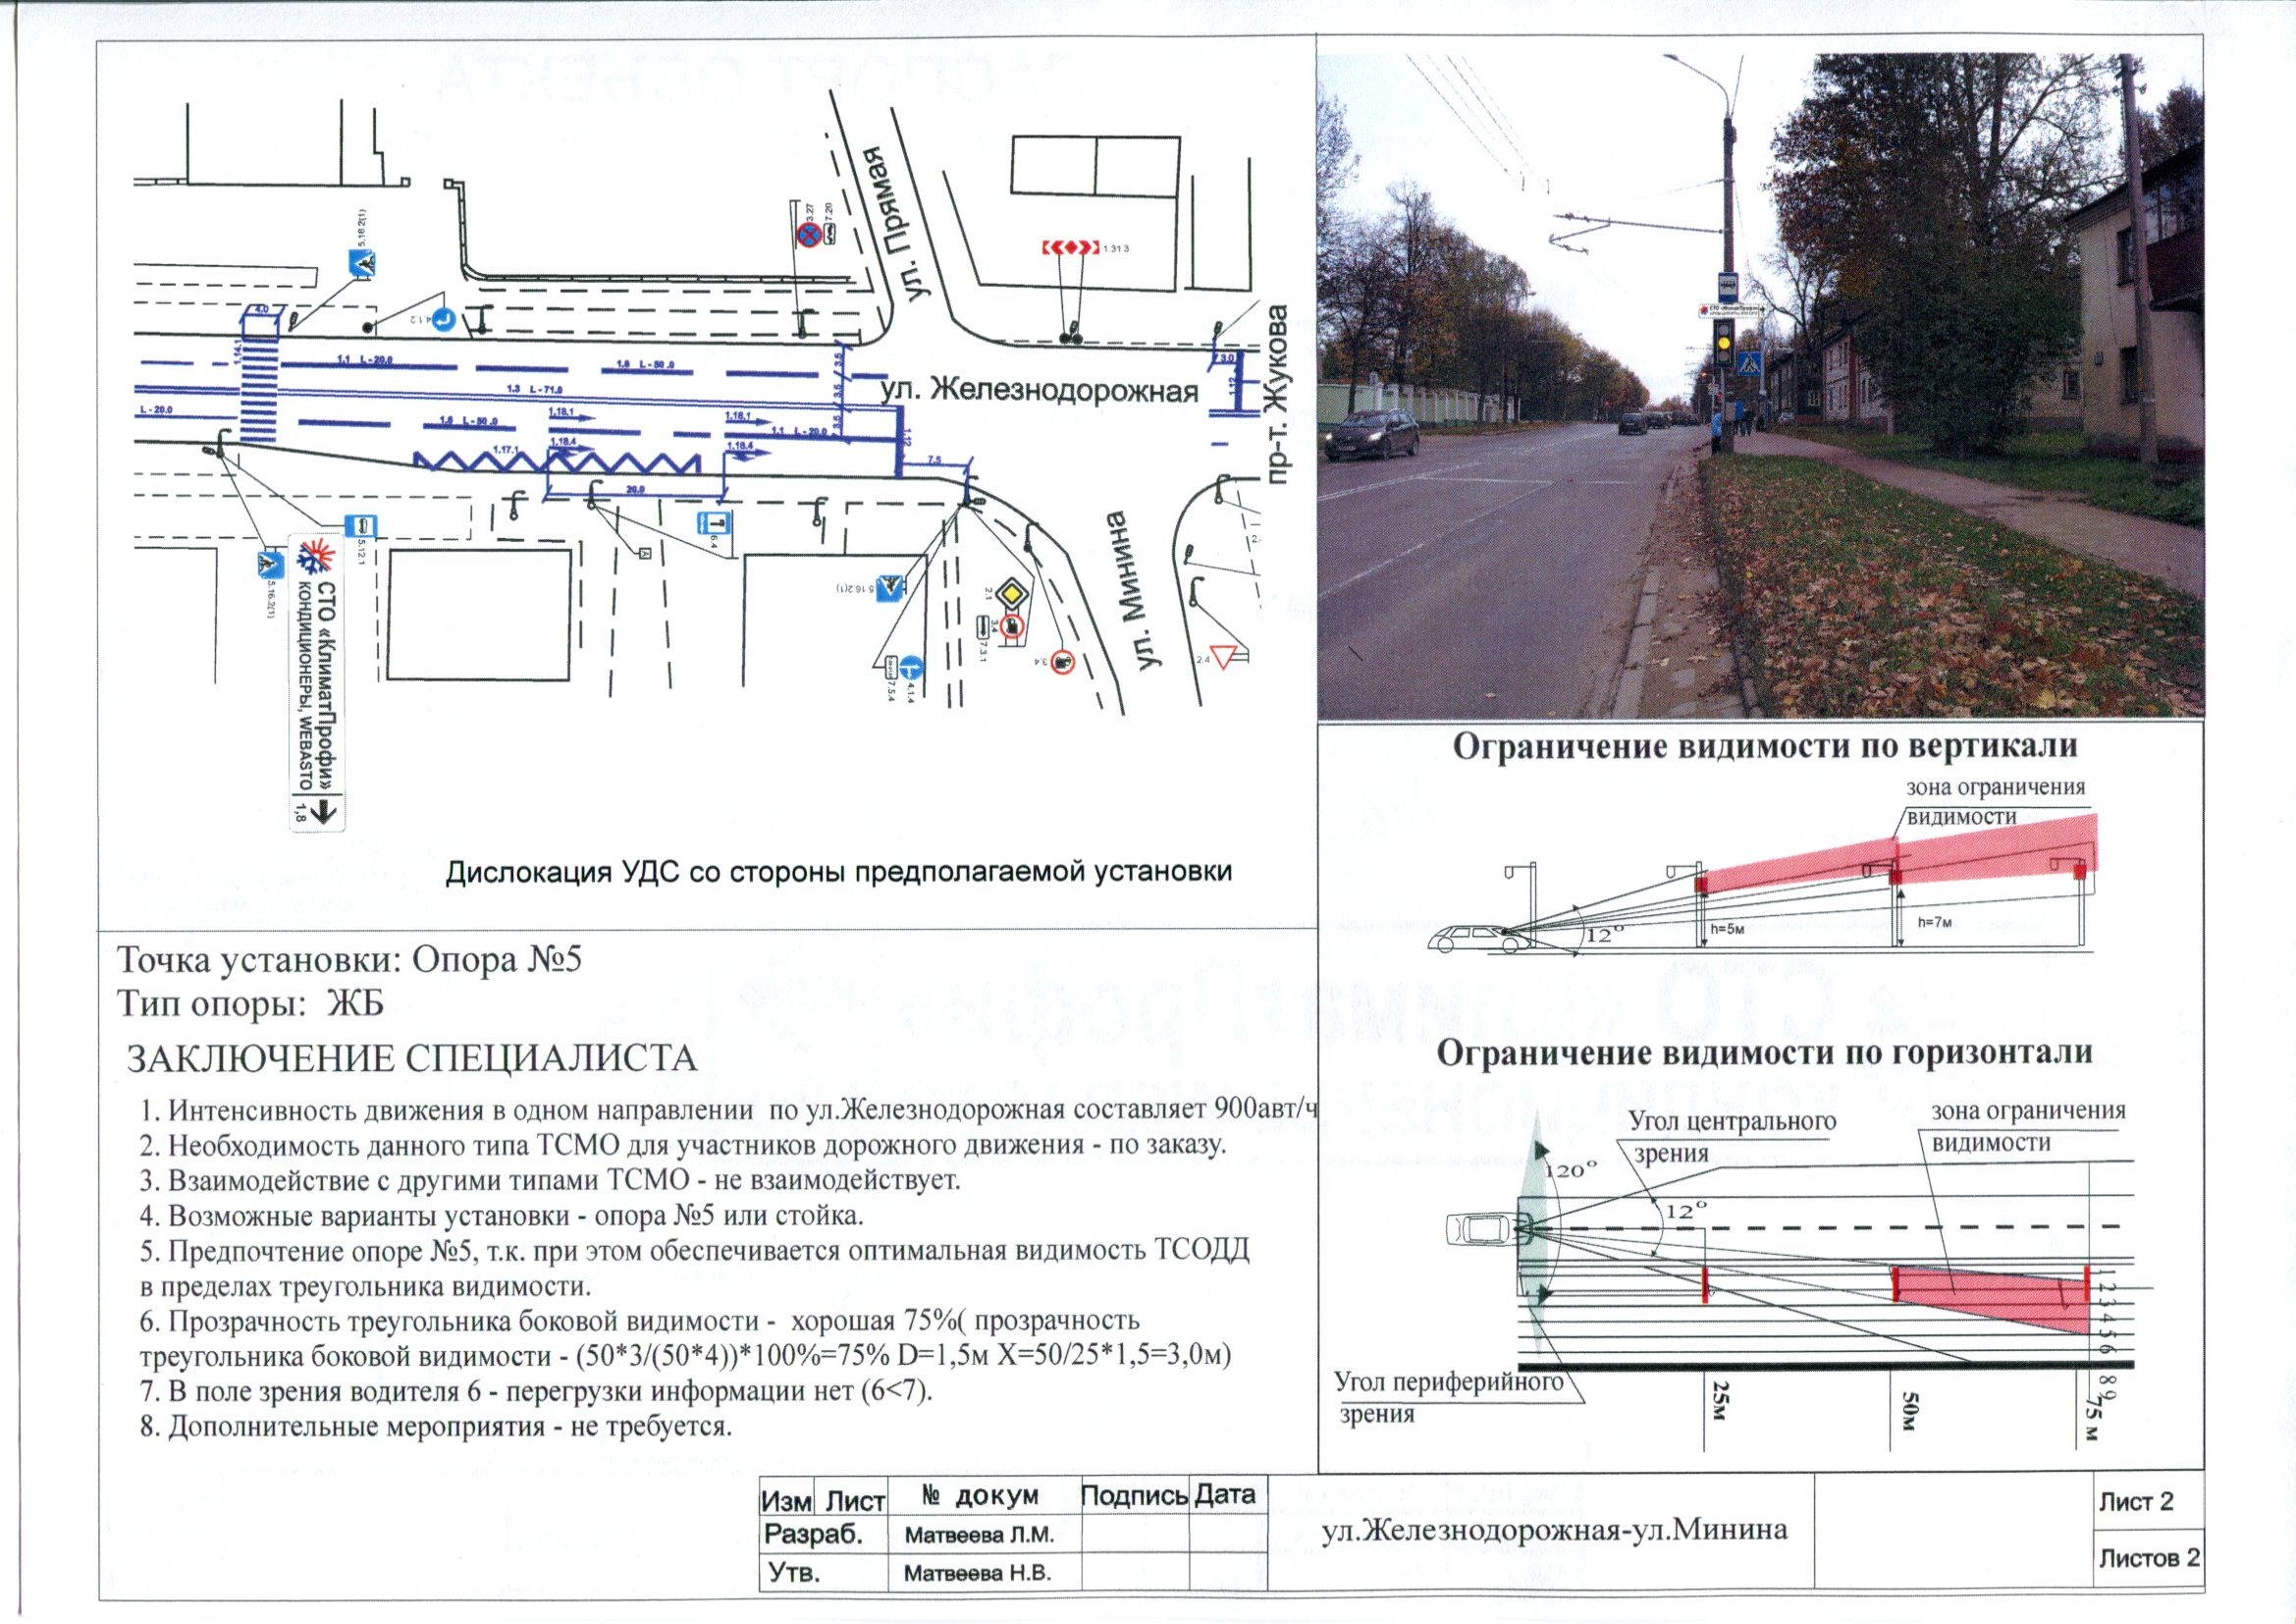 ул. Прямая
3.27
7.20
1 31 3
5.16.2(1)
4.1.2
4.0
1.14.1
1.1 L-20.0
1.6 L-50.0
3.5
3.5
3.5
3.0
1.12
ул. Железнодорожная
пр-т. Жукова
1.3 L-71.0
L-20.0
1.6 L-50.0
1.18.1
1.18.1
1.1 L-20.0
1.12
1.17.1
1.18.4
1.18.4
7.5
20.0
5.12.1
6.4
А
5.16.2(1)
5 16.2(1)
2.1
3.4
7.3.1
3.4
4.1.4
7.5.4
2.4
ул. Минина
СТО «КлиматПрофи»
КОНДИЦИОНЕРЫ, WEBASTO
1,8
Дислокация УДС со стороны предполагаемой установки
Точка установки: Опора №5
Тип опоры: ЖБ
ЗАКЛЮЧЕНИЕ СПЕЦИАЛИСТА
1. Интенсивность движения в одном направлении по ул.Железнодорожная составляет 900авт/ч
2. Необходимость данного типа ТСМО для участников дорожного движения - по заказу.
3. Взаимодействие с другими типами ТСМО - не взаимодействует.
4. Возможные варианты установки - опора №5 или стойка.
5. Предпочтение опоре №5, т.к. при этом обеспечивается оптимальная видимость ТСОДД
в пределах треугольника видимости.
6. Прозрачность треугольника боковой видимости - хорошая 75%( прозрачность
треугольника боковой видимости - (50*3/(50*4))*100%=75% D=1,5м X=50/25*1,5=3,0м)
7. В поле зрения водителя 6 - перегрузки информации нет (6<7).
8. Дополнительные мероприятия - не требуется.
Ограничение видимости по вертикали
зона ограничения
видимости
12°
h=5м
h=7м
Ограничение видимости по горизонтали
Угол центрального
зрения
зона ограничения
видимости
120°
12°
1 2 3 4 5 6 8 9
Угол периферийного
зрения
25м
50м
75 м
Изм Лист № докум Подпись Дата
Разраб. Матвеева Л.М.
Утв. Матвеева Н.В.
ул.Железнодорожная-ул.Минина
Лист 2
Листов 2